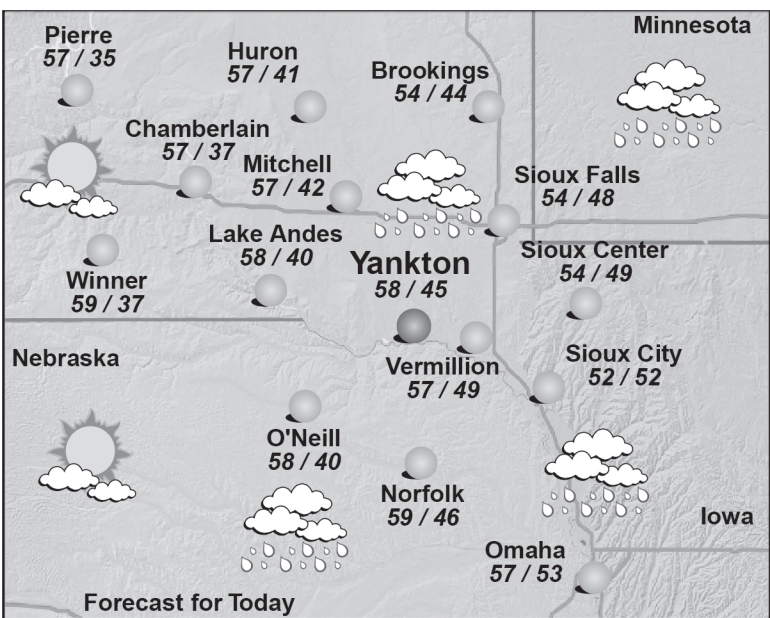 Minnesota
Pierre
57 / 35
Huron
57 / 41
Brookings
54 / 44
Chamberlain
57 / 37
Mitchell
57 / 42
Sioux Falls
54 / 48
Lake Andes
58 / 40
Yankton
58 / 45
Sioux Center
54 / 49
Winner
59 / 37
Nebraska
Vermillion
57 / 49
Sioux City
52 / 52
O'Neill
58 / 40
Norfolk
59 / 46
Iowa
Omaha
57 / 53
Forecast for Today